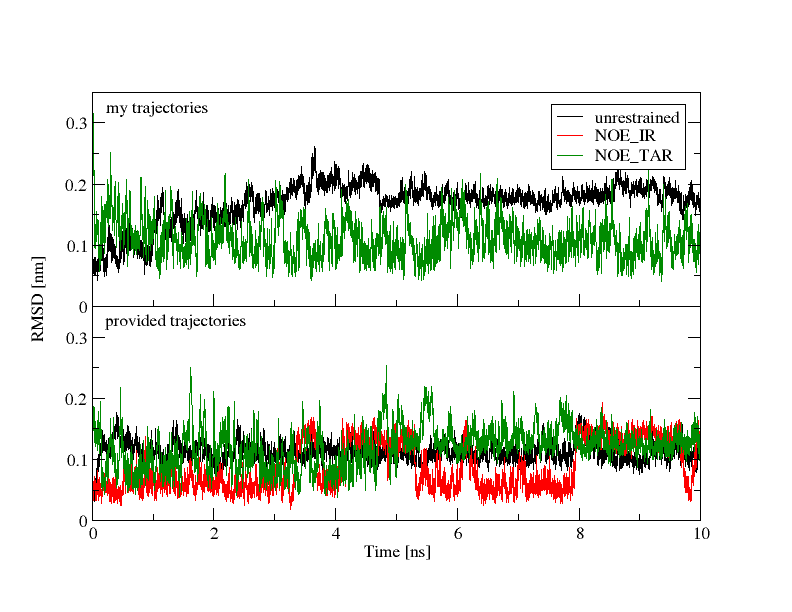 my trajectories
unrestrained
NOE_IR
NOE_TAR
0.3
0.2
0.1
0
RMSD [nm]
provided trajectories
0.3
0.2
0.1
0
0 2 4 6 8 10
Time [ns]